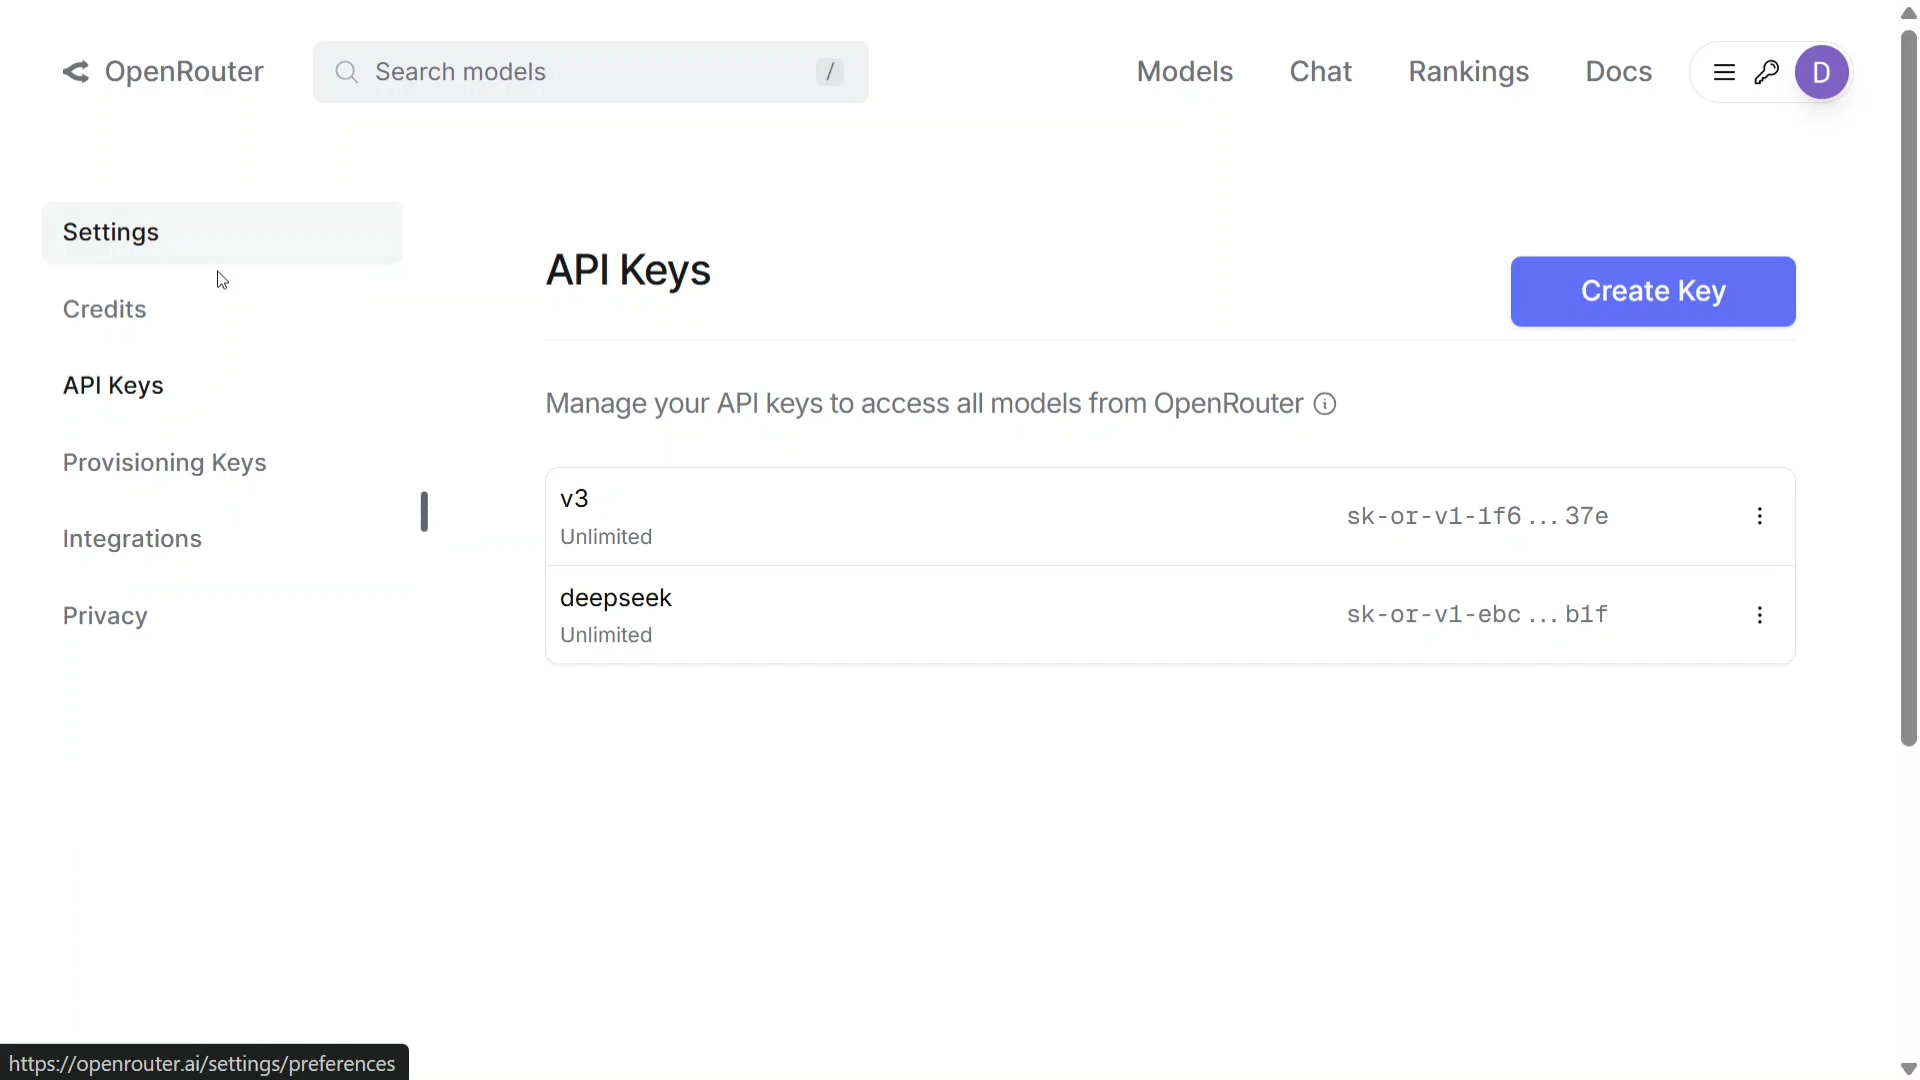 OpenRouter
Search models /
Models Chat Rankings Docs D
Settings
Credits
API Keys
Provisioning Keys
Integrations
Privacy
API Keys
Create Key
Manage your API keys to access all models from OpenRouter
v3
Unlimited
sk-or-v1-1f6...37e
deepseek
Unlimited
sk-or-v1-ebc...b1f
https://openrouter.ai/settings/preferences